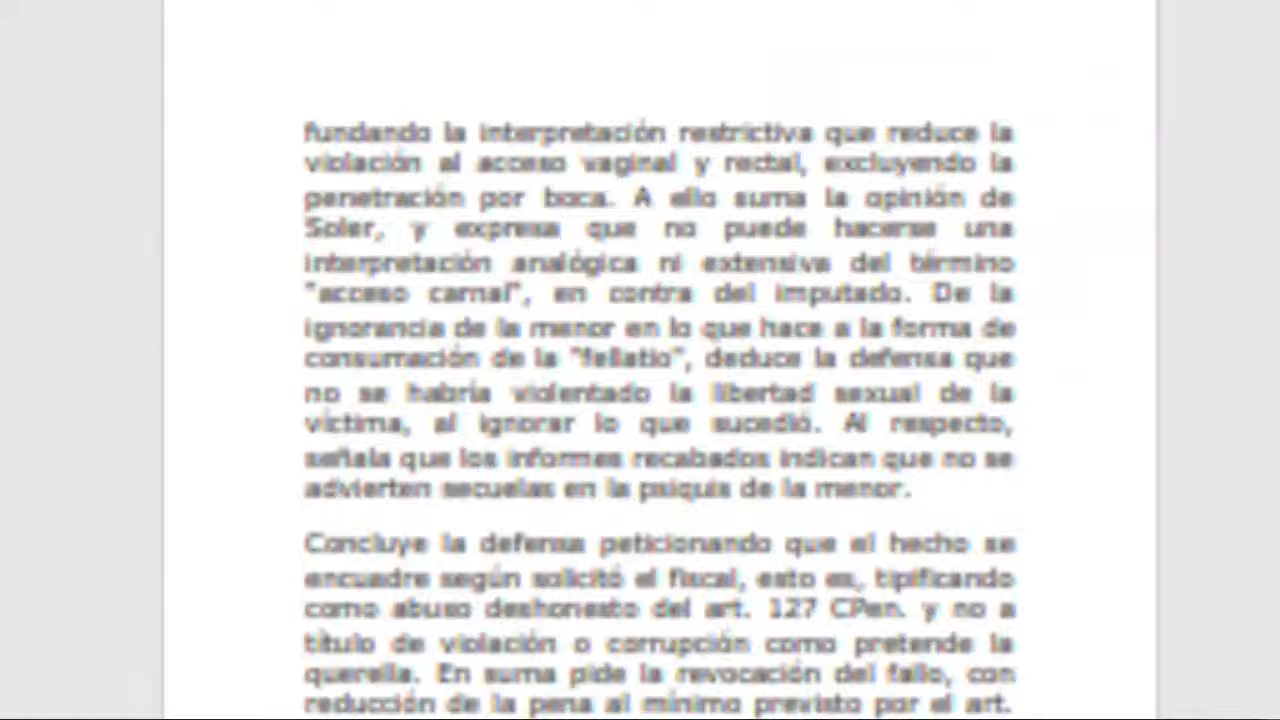 fundando la interpretación restrictiva que reduce la
violación al acceso vaginal y rectal, excluyendo la
penetración por boca. A ello suma la opinión de
Soler, y expresa que no puede hacerse una
interpretación analógica ni extensiva del término
"acceso carnal", en contra del imputado. De la
ignorancia de la menor en lo que hace a la forma de
consumación de la "fellatio", deduce la defensa que
no se habría violentado la libertad sexual de la
víctima, al ignorar lo que sucedió. Al respecto,
señala que los informes recabados indican que no se
advierten secuelas en la psiquis de la menor.
Concluye la defensa peticionando que el hecho se
encuadre según solicitó el fiscal, esto es, tipificando
como abuso deshonesto del art. 127 CPen. y no a
título de violación o corrupción como pretende la
querella. En suma pide la revocación del fallo, con
reducción de la pena al mínimo previsto por el art.